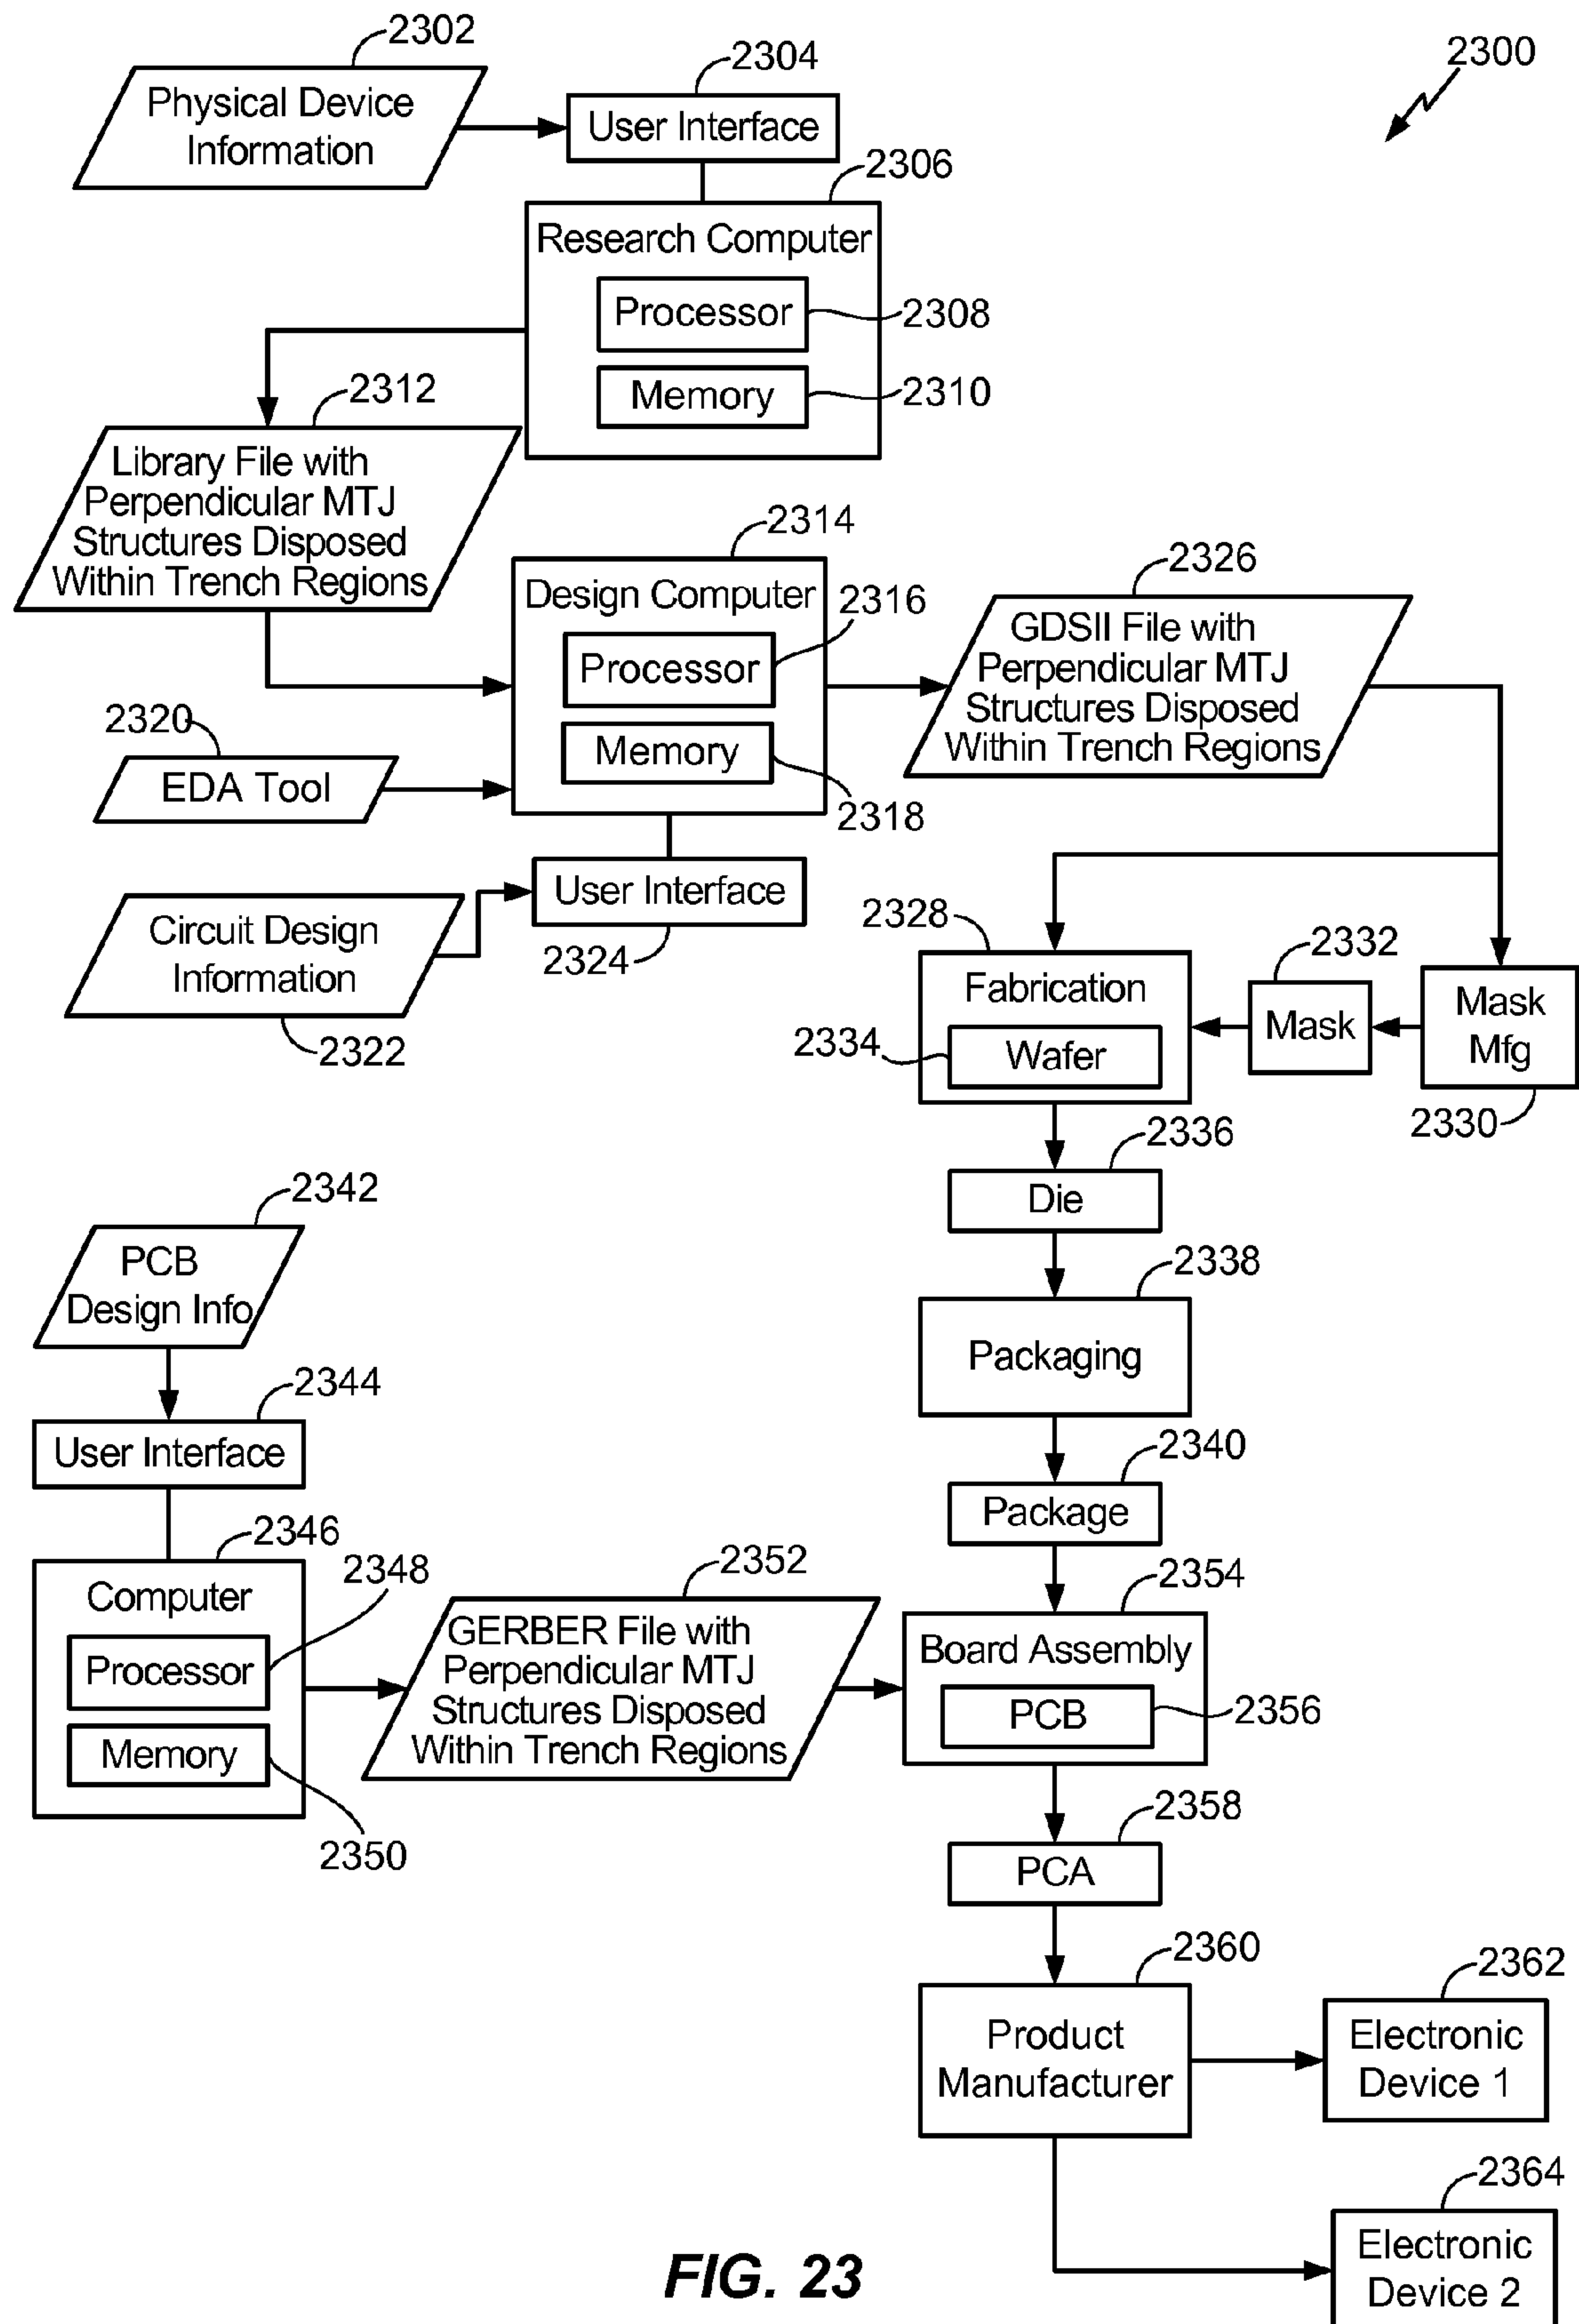 2302
Physical Device
Information
2304
User Interface
2300
2306
Research Computer
Processor
2308
Memory
2310
2312
Library File with
Perpendicular MTJ
Structures Disposed
Within Trench Regions
2314
Design Computer
2316
Processor
Memory
2318
2320
EDA Tool
2326
GDSII File with
Perpendicular MTJ
Structures Disposed
Within Trench Regions
Circuit Design
Information
2322
User Interface
2324
2328
Fabrication
2334
Wafer
2332
Mask
Mask
Mfg
2330
2336
Die
2338
Packaging
2340
Package
2342
PCB
Design Info
2344
User Interface
2346
Computer
2348
Processor
Memory
2350
2352
GERBER File with
Perpendicular MTJ
Structures Disposed
Within Trench Regions
2354
Board Assembly
PCB
2356
2358
PCA
2360
Product
Manufacturer
2362
Electronic
Device 1
2364
Electronic
Device 2
FIG. 23